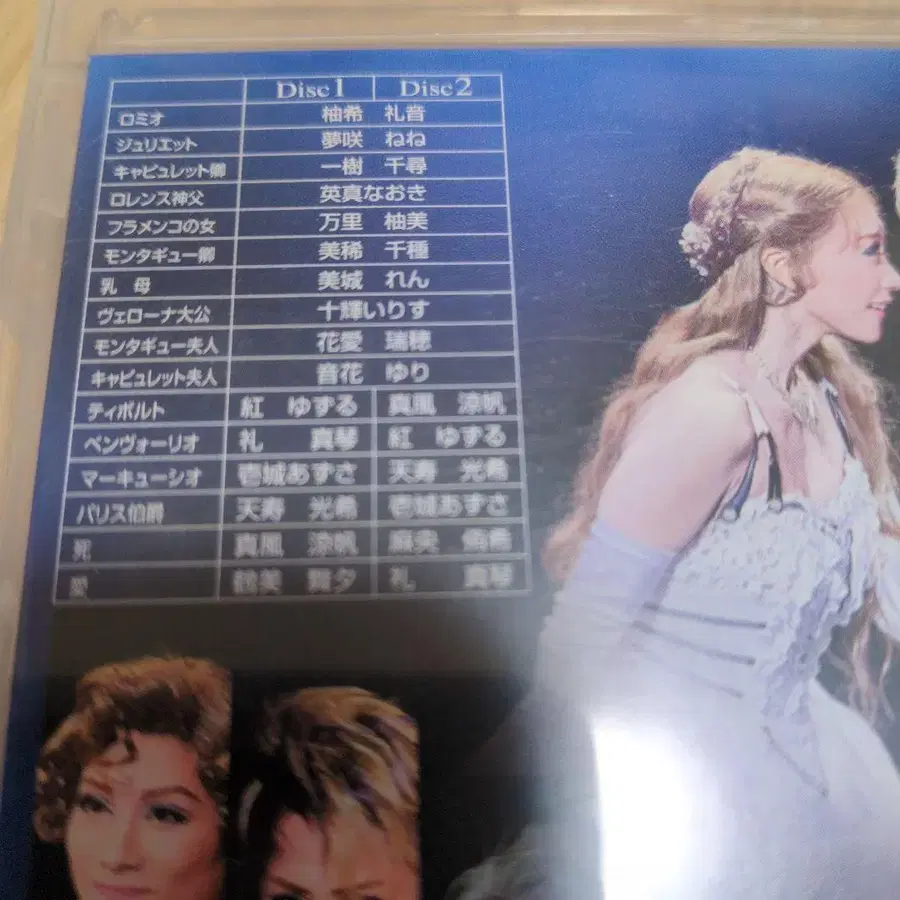 Disc1 Disc2
ロミオ 柚希 礼音
ジュリエット 夢咲 ねね
キャピュレット卿 一樹 千尋
ロレンス神父 英真なおき
フラメンコの女 万里 柚美
モンタギュー卿 美稀 千種
乳母 美城 れん
ヴェローナ大公 十輝いりす
モンタギュー夫人 花愛 瑞穂
キャピュレット夫人 音花 ゆり
ティボルト 紅 ゆずる 真風 涼帆
ベンヴォーリオ 礼 真琴 紅 ゆずる
マーキューシオ 壱城あずさ 天寿 光希
パリス伯爵 天寿 光希 壱城あずさ
死 真風 涼帆 麻央 侑希
愛 鶴美 舞夕 礼 真琴